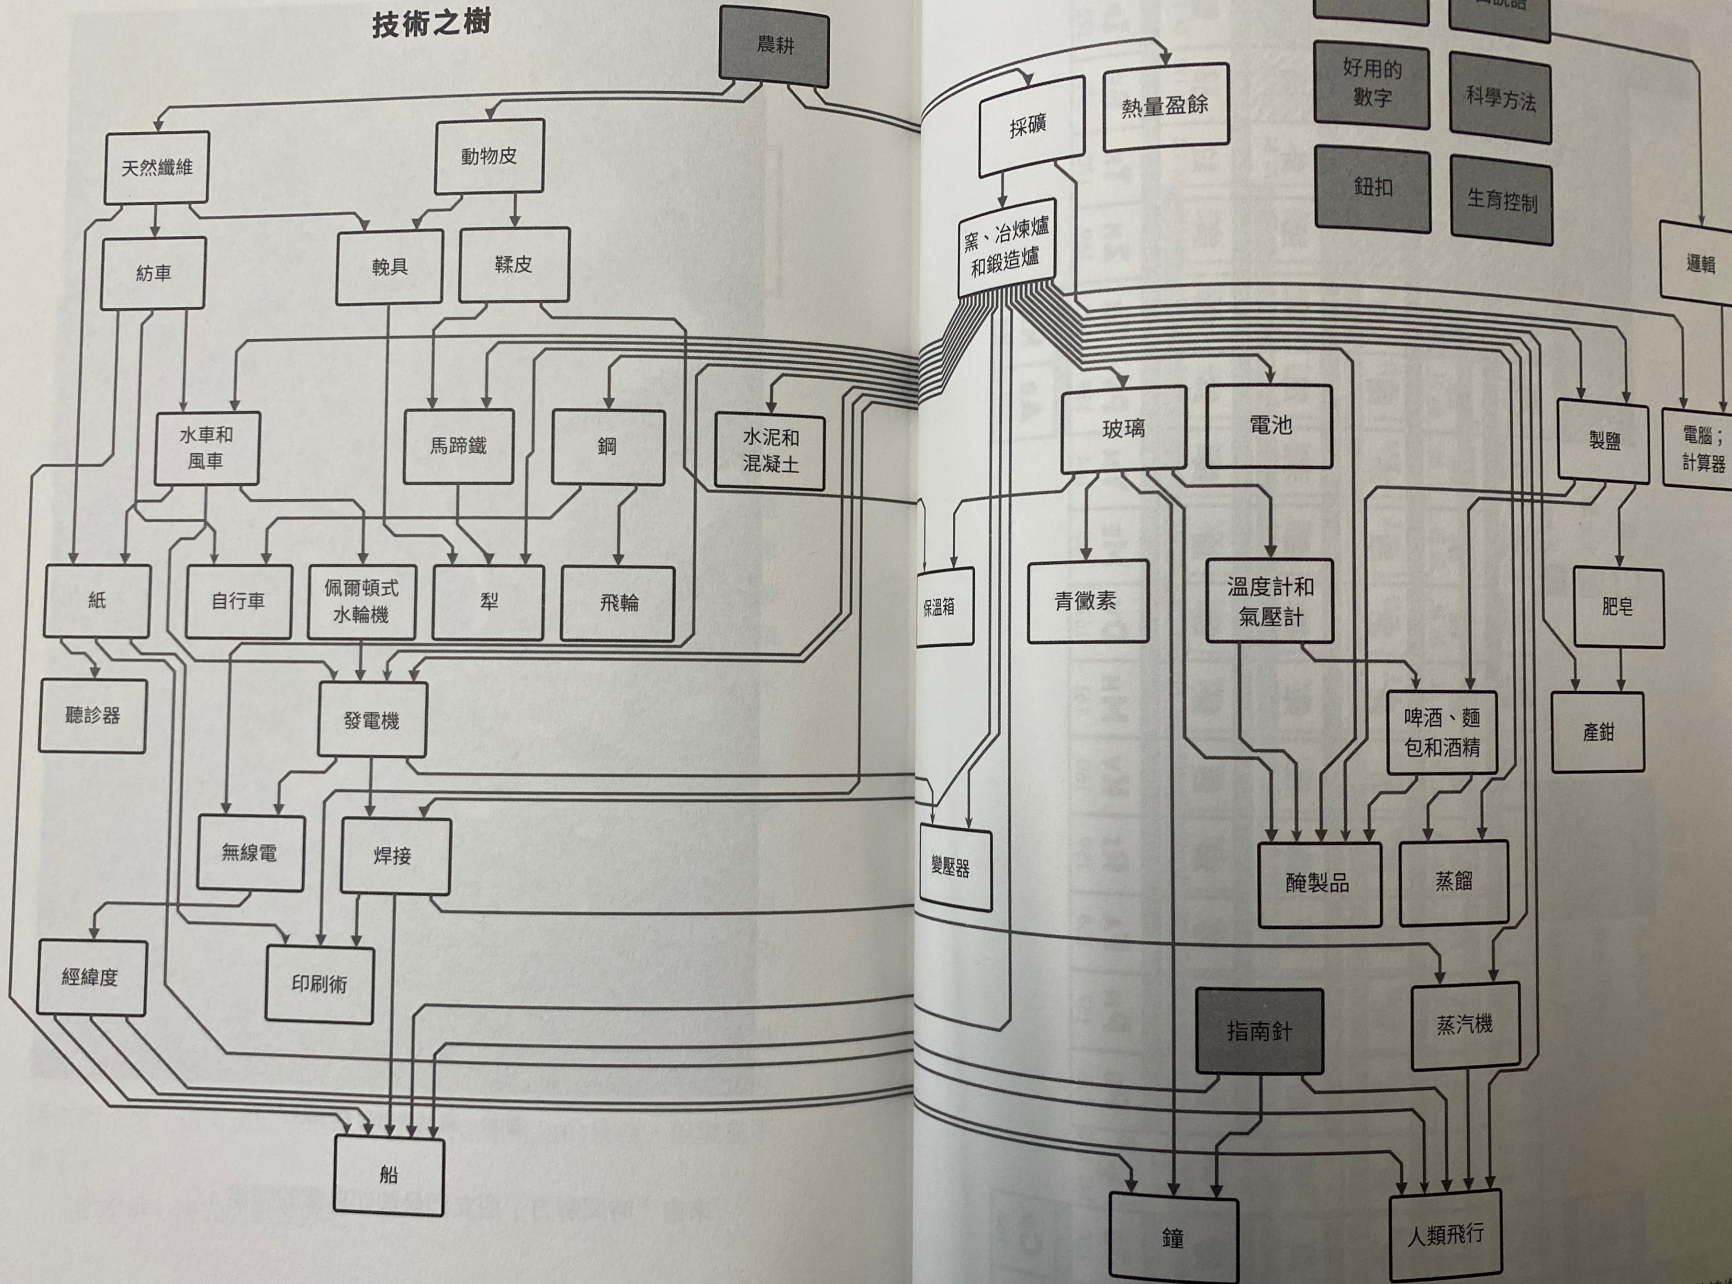 技術之樹
農耕
天然纖維
動物皮
紡車
輓具
鞣皮
水車和
風車
馬蹄鐵
鋼
水泥和
混凝土
紙
自行車
佩爾頓式
水輪機
犁
飛輪
聽診器
發電機
無線電
焊接
經緯度
印刷術
船
採礦
熱量盈餘
好用的
數字
科學方法
鈕扣
生育控制
窯、冶煉爐
和鍛造爐
邏輯
玻璃
電池
製鹽
電腦；
計算器
保溫箱
青黴素
溫度計和
氣壓計
肥皂
啤酒、麵
包和酒精
產鉗
變壓器
醃製品
蒸餾
指南針
蒸汽機
鐘
人類飛行